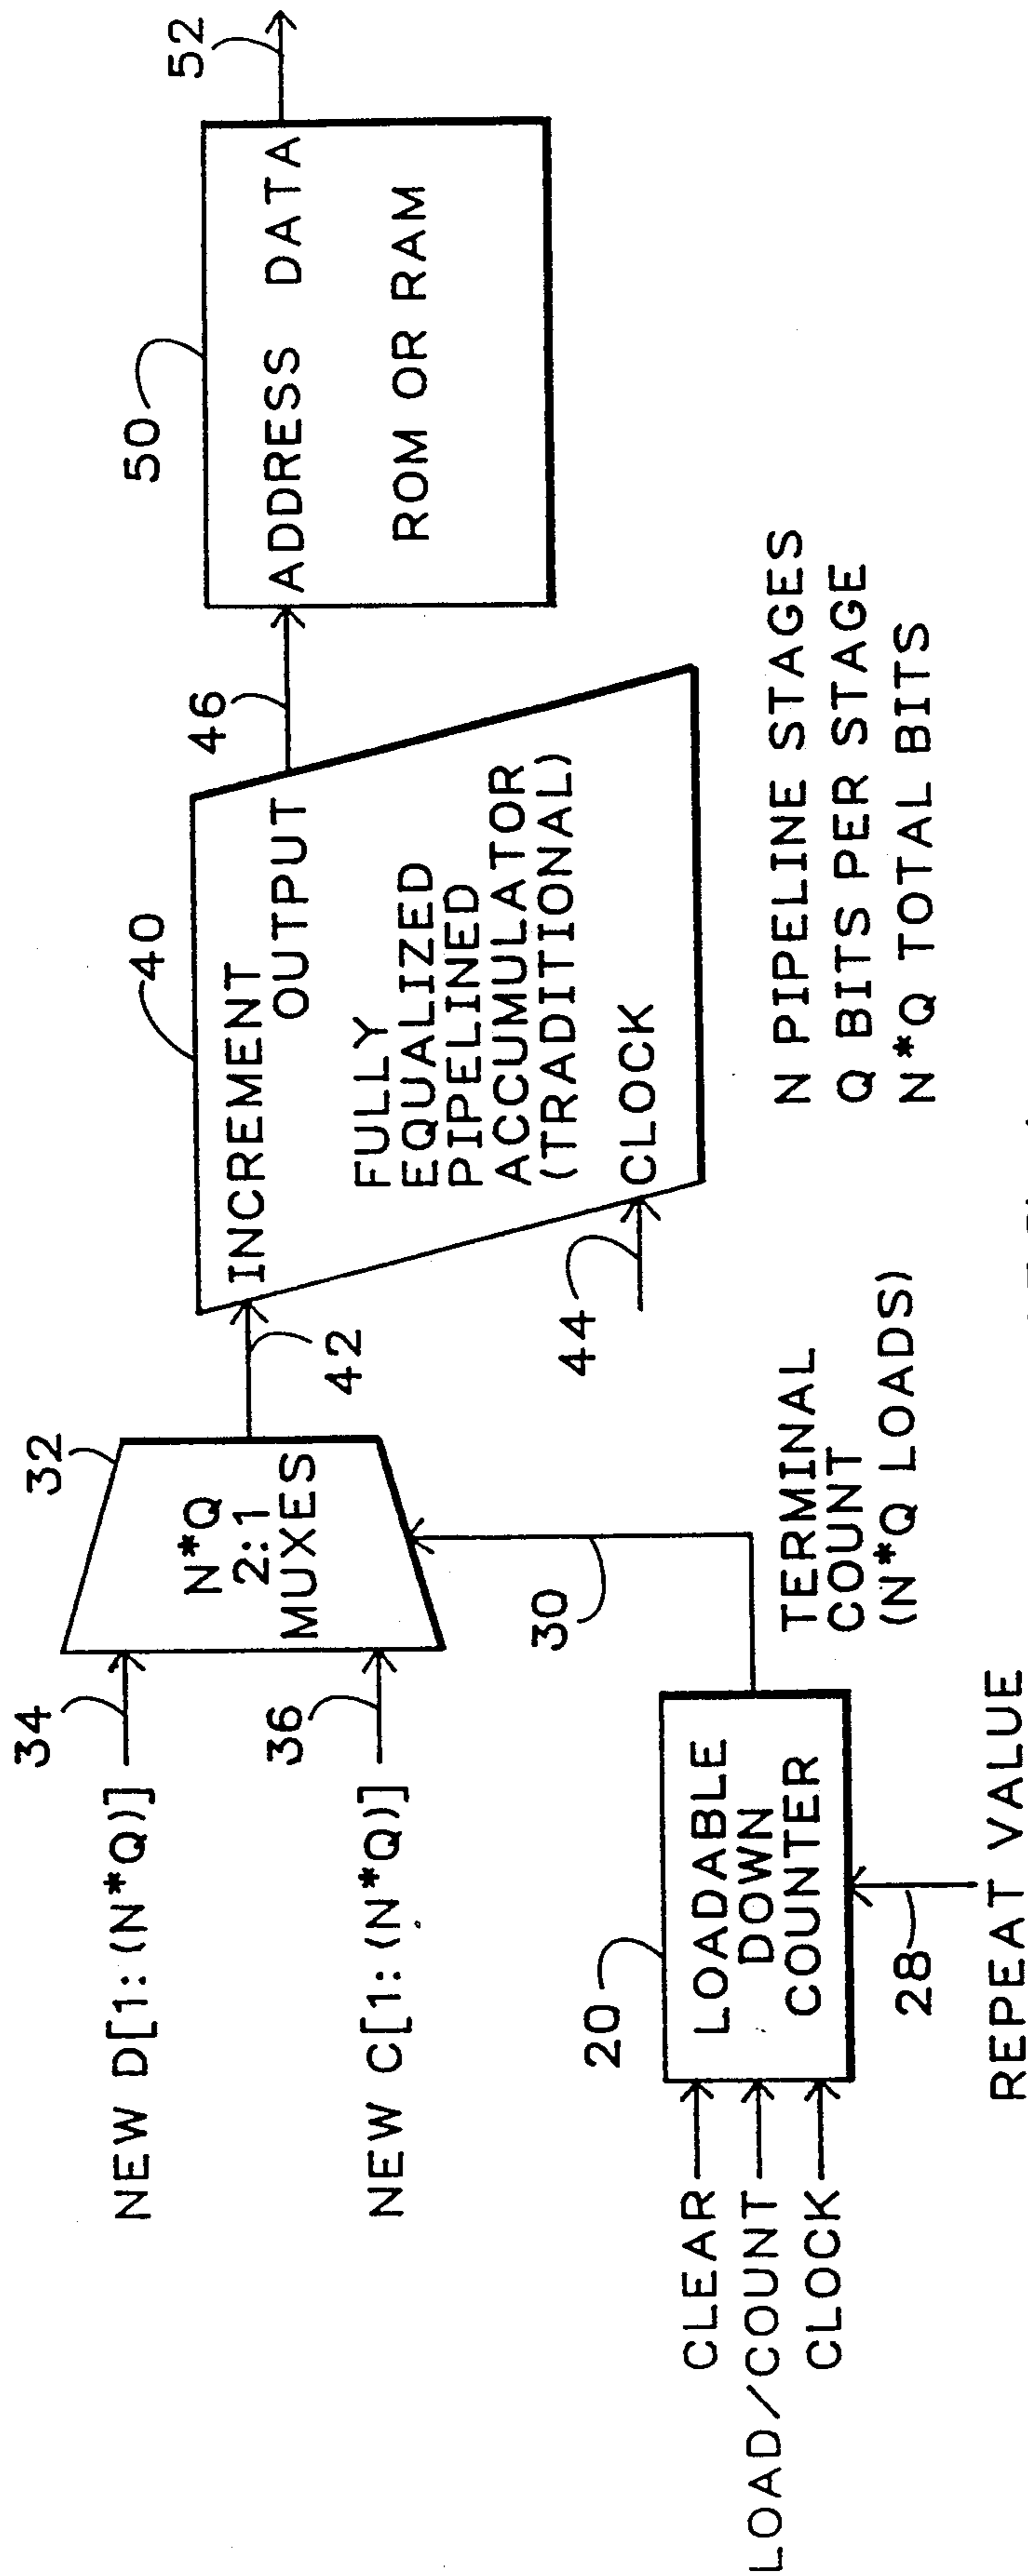 34
NEW D[1:(N*Q)]
36
NEW C[1:(N*Q)]
32
N*Q
2:1
MUXES
42
40
INCREMENT
OUTPUT
FULLY
EQUALIZED
PIPELINED
ACCUMULATOR
(TRADITIONAL)
CLOCK
44
46
50
ADDRESS DATA
ROM OR RAM
52
20
CLEAR
LOAD/COUNT
CLOCK
LOADABLE
DOWN
COUNTER
28
REPEAT VALUE
30
TERMINAL
COUNT
(N*Q LOADS)
N PIPELINE STAGES
Q BITS PER STAGE
N*Q TOTAL BITS